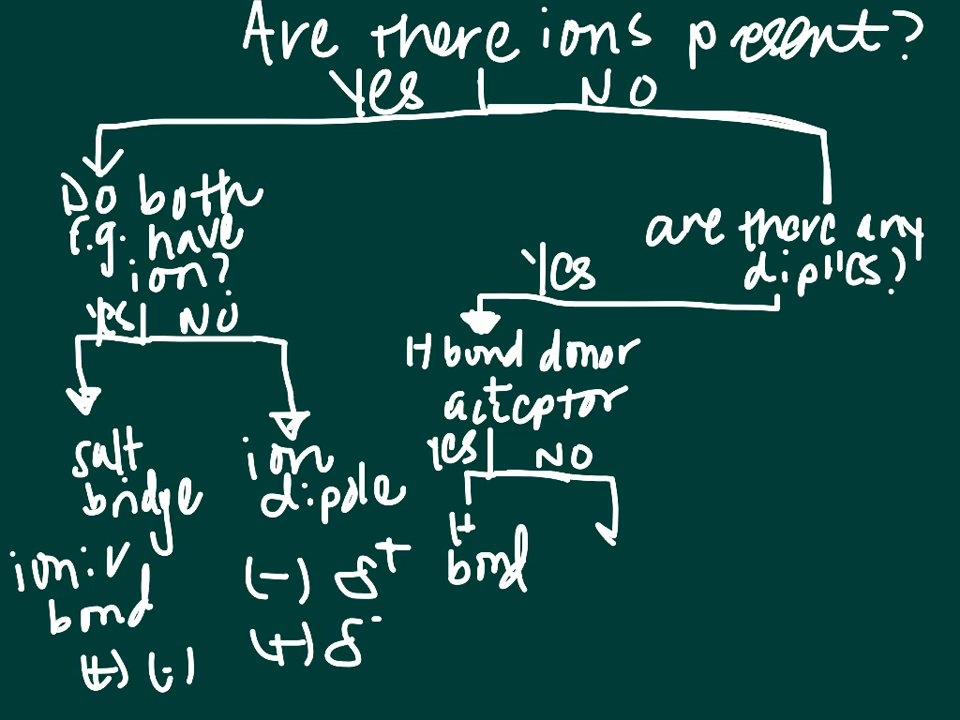 Are there ions present?
Yes | NO
Do both
f.g. have
ion?
Yes | NO
salt
bridge
ionic
bond
(+) (-)
ion
dipole
(-) δ+
(+) δ-
are there any
dipoles?
Yes
H bond donor
+
acceptor
Yes | NO
H
bond